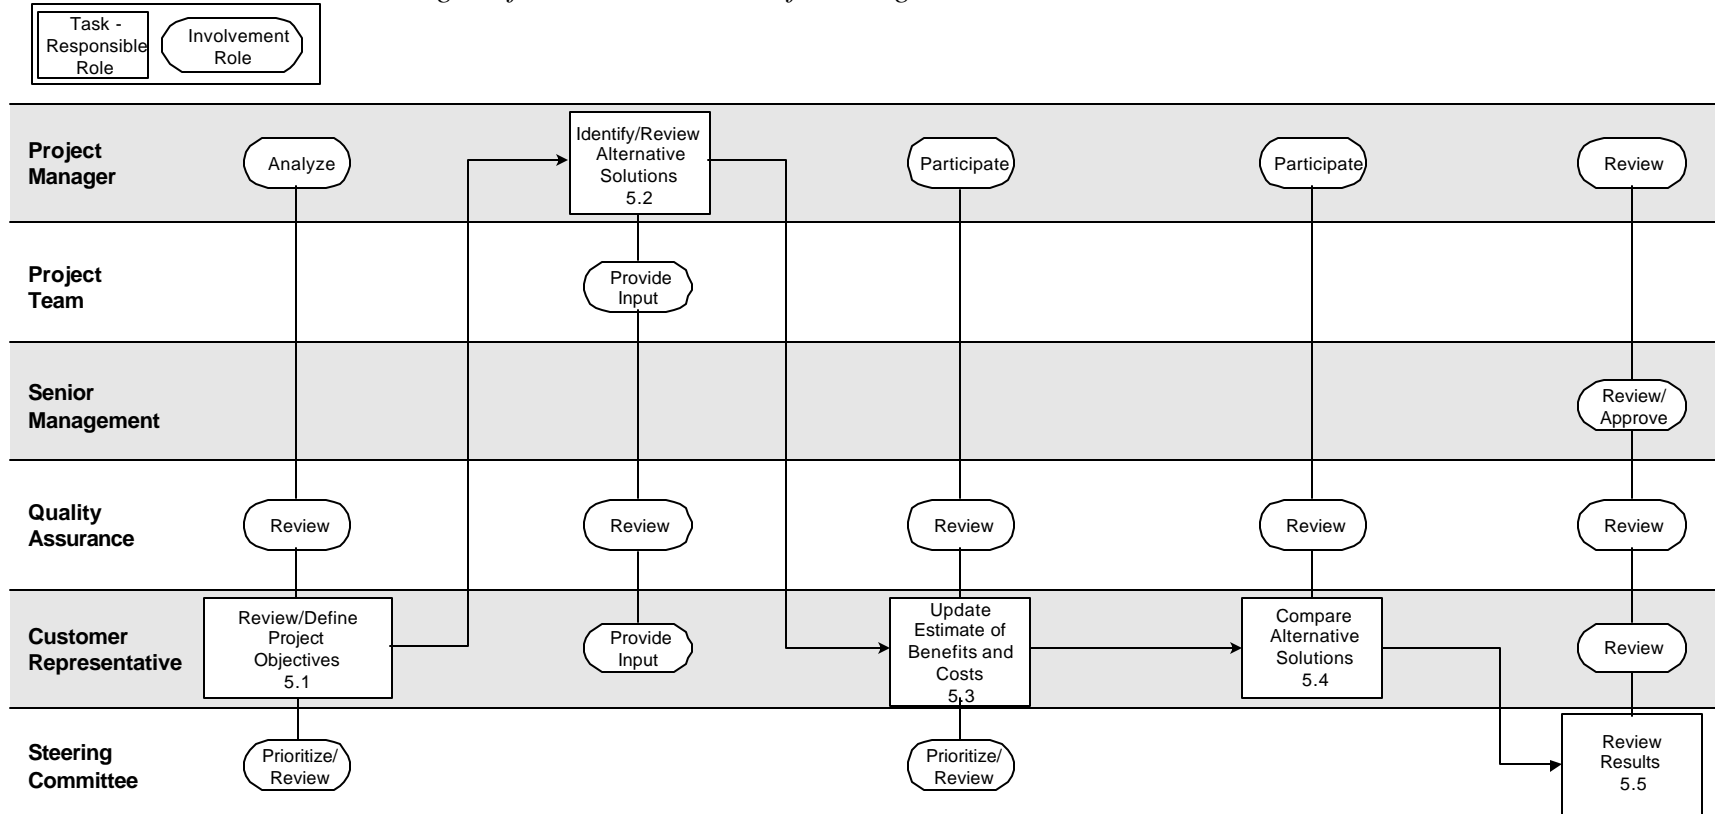 Task -
Responsible
Role
Involvement
Role
Project
Manager
Analyze
Identify/Review
Alternative
Solutions
5.2
Participate
Participate
Review
Project
Team
Provide
Input
Senior
Management
Review/
Approve
Quality
Assurance
Review
Review
Review
Review
Review
Customer
Representative
Review/Define
Project
Objectives
5.1
Provide
Input
Update
Estimate of
Benefits and
Costs
5.3
Compare
Alternative
Solutions
5.4
Review
Steering
Committee
Prioritize/
Review
Prioritize/
Review
Review
Results
5.5